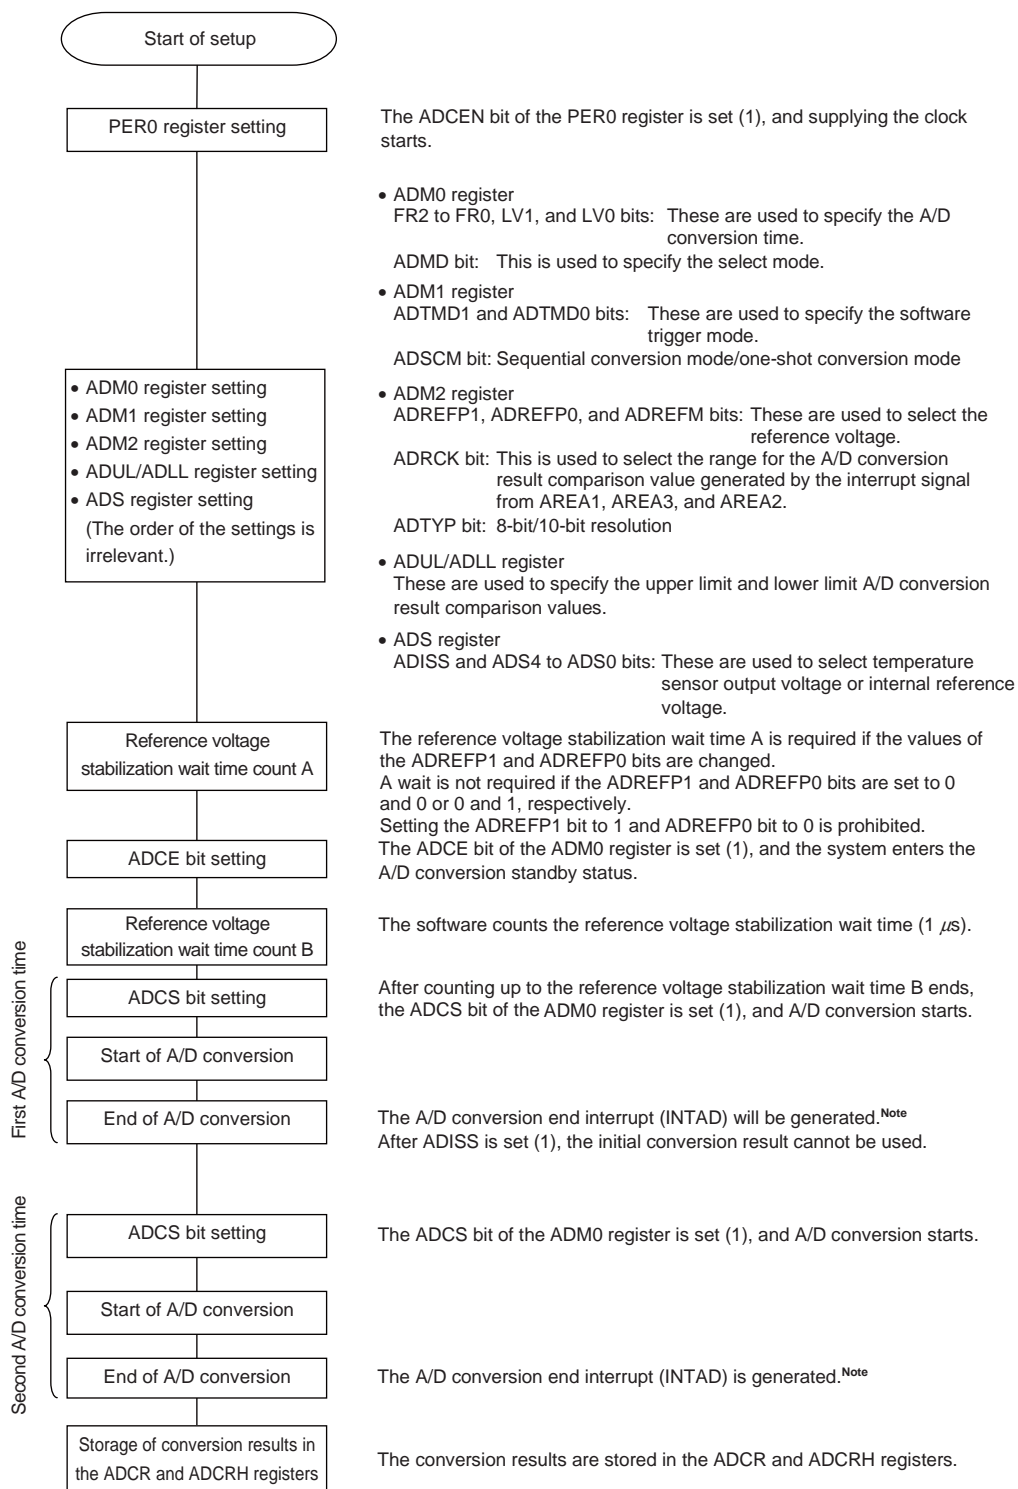 Start of setup
PER0 register setting
The ADCEN bit of the PER0 register is set (1), and supplying the clock
starts.
• ADM0 register
FR2 to FR0, LV1, and LV0 bits: These are used to specify the A/D
conversion time.
ADMD bit: This is used to specify the select mode.
• ADM1 register
ADTMD1 and ADTMD0 bits: These are used to specify the software
trigger mode.
ADSCM bit: Sequential conversion mode/one-shot conversion mode
• ADM0 register setting
• ADM1 register setting
• ADM2 register setting
• ADUL/ADLL register setting
• ADS register setting
(The order of the settings is
irrelevant.)
• ADM2 register
ADREFP1, ADREFP0, and ADREFM bits: These are used to select the
reference voltage.
ADRCK bit: This is used to select the range for the A/D conversion
result comparison value generated by the interrupt signal
from AREA1, AREA3, and AREA2.
ADTYP bit: 8-bit/10-bit resolution
• ADUL/ADLL register
These are used to specify the upper limit and lower limit A/D conversion
result comparison values.
• ADS register
ADISS and ADS4 to ADS0 bits: These are used to select temperature
sensor output voltage or internal reference
voltage.
Reference voltage
stabilization wait time count A
The reference voltage stabilization wait time A is required if the values of
the ADREFP1 and ADREFP0 bits are changed.
A wait is not required if the ADREFP1 and ADREFP0 bits are set to 0
and 0 or 0 and 1, respectively.
Setting the ADREFP1 bit to 1 and ADREFP0 bit to 0 is prohibited.
ADCE bit setting
The ADCE bit of the ADM0 register is set (1), and the system enters the
A/D conversion standby status.
Reference voltage
stabilization wait time count B
The software counts the reference voltage stabilization wait time (1 μs).
First A/D conversion time
ADCS bit setting
After counting up to the reference voltage stabilization wait time B ends,
the ADCS bit of the ADM0 register is set (1), and A/D conversion starts.
Start of A/D conversion
End of A/D conversion
The A/D conversion end interrupt (INTAD) will be generated.Note
After ADISS is set (1), the initial conversion result cannot be used.
Second A/D conversion time
ADCS bit setting
The ADCS bit of the ADM0 register is set (1), and A/D conversion starts.
Start of A/D conversion
End of A/D conversion
The A/D conversion end interrupt (INTAD) is generated.Note
Storage of conversion results in
the ADCR and ADCRH registers
The conversion results are stored in the ADCR and ADCRH registers.